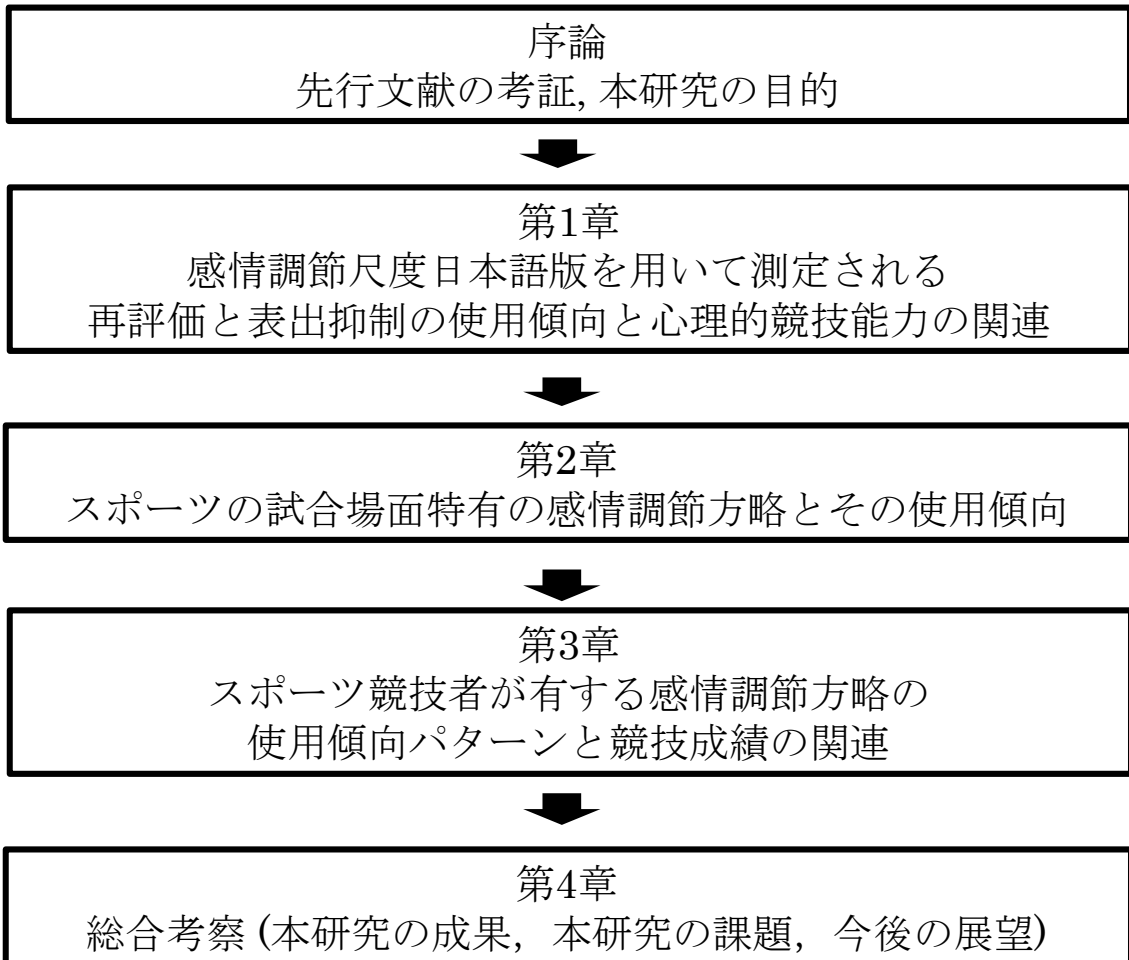 序論
先行文献の考証, 本研究の目的
第1章
感情調節尺度日本語版を用いて測定される
再評価と表出抑制の使用傾向と心理的競技能力の関連
第2章
スポーツの試合場面特有の感情調節方略とその使用傾向
第3章
スポーツ競技者が有する感情調節方略の
使用傾向パターンと競技成績の関連
第4章
総合考察 (本研究の成果, 本研究の課題, 今後の展望)